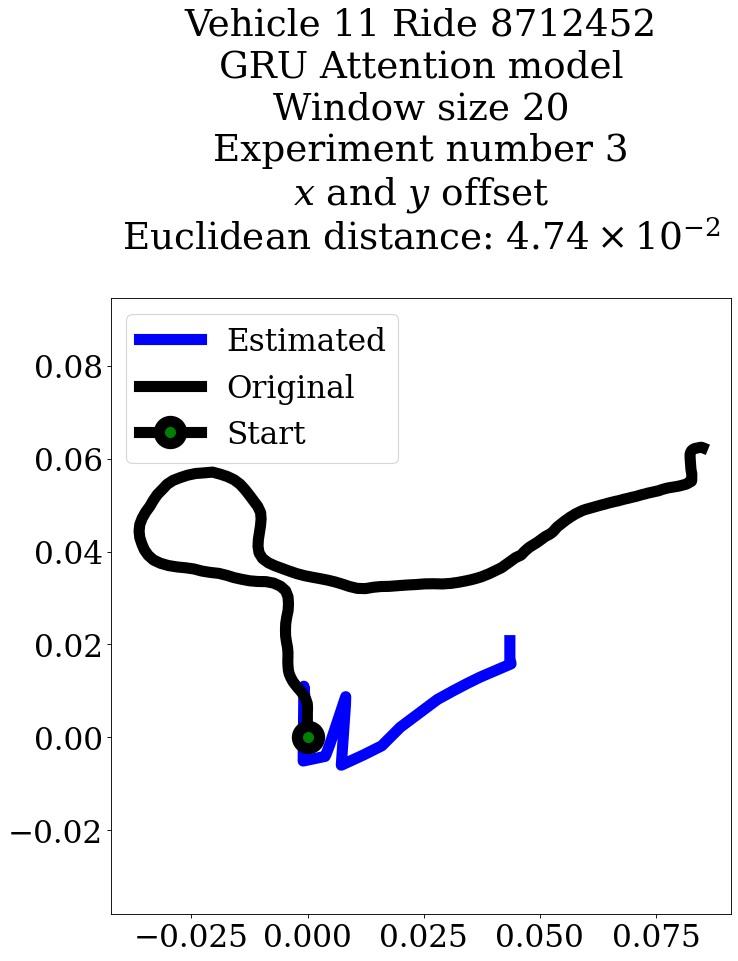 Vehicle 11 Ride 8712452
GRU Attention model
Window size 20
Experiment number 3
x and y offset
Euclidean distance: 4.74 × 10⁻²
Estimated
Original
Start
0.08
0.06
0.04
0.02
0.00
−0.02
−0.025 0.000 0.025 0.050 0.075